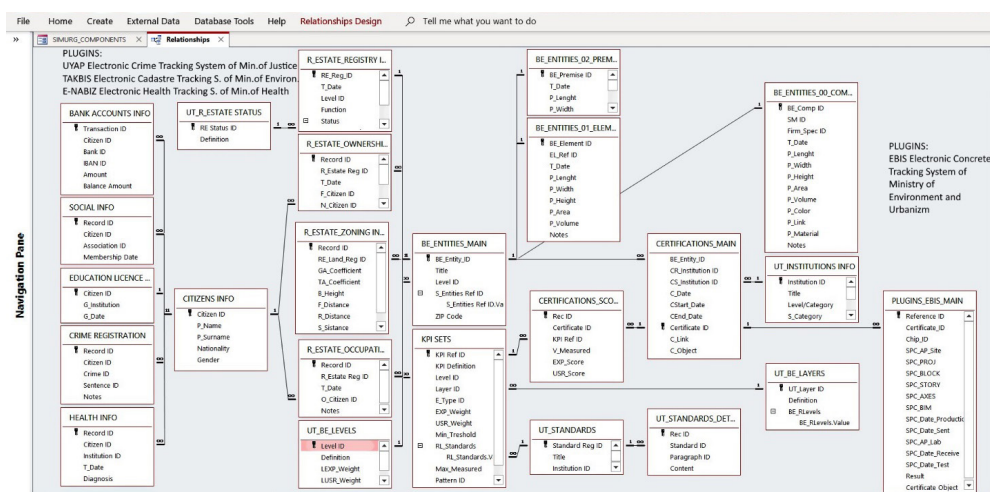 File Home Create External Data Database Tools Help Relationships Design Tell me what you want to do
SIMURG_COMPONENTS Relationships
Navigation Pane
PLUGINS:
UYAP Electronic Crime Tracking System of Min.of Justice
TAKBIS Electronic Cadastre Tracking S. of Min.of Environ.
E-NABIZ Electronic Health Tracking S. of Min.of Health
BANK ACCOUNTS INFO
Transaction ID
Citizen ID
Bank ID
IBAN ID
Amount
Balance Amount
SOCIAL INFO
Record ID
Citizen ID
Association ID
Membership Date
EDUCATION LICENCE ...
Citizen ID
G_Institution
G_Date
CRIME REGISTRATION
Record ID
Citizen ID
Crime ID
Sentence ID
Notes
HEALTH INFO
Record ID
Citizen ID
Institution ID
T_Date
Diagnosis
UT_R_ESTATE STATUS
RE Status ID
Definition
CITIZENS INFO
Citizen ID
P_Name
P_Surname
Nationality
Gender
R_ESTATE_REGISTRY I...
RE_Reg_ID
T_Date
Level ID
Function
Status
R_ESTATE_OWNERSHI...
Record ID
R_Estate Reg ID
T_Date
F_Citizen ID
N_Citizen ID
R_ESTATE_ZONING IN...
Record ID
RE_Land_Reg ID
GA_Coefficient
TA_Coefficient
B_Height
F_Distance
R_Distance
S_Sistance
R_ESTATE_OCCUPATI...
Record ID
R_Estate Reg ID
T_Date
O_Citizen ID
Notes
UT_BE_LEVELS
Level ID
Definition
LEXP_Weight
LUSR_Weight
BE_ENTITIES_MAIN
BE_Entity_ID
Title
Level ID
S_Entities Ref ID
S_Entities Ref ID.Va
ZIP Code
KPI SETS
KPI Ref ID
KPI Definition
Level ID
Layer ID
E_Type ID
EXP_Weight
USR_Weight
Min_Treshold
RL_Standards
RL_Standards.V
Max_Measured
Pattern ID
BE_ENTITIES_02_PREM...
BE_Premise ID
T_Date
P_Lenght
P_Width
BE_ENTITIES_01_ELEM...
BE_Element ID
EL_Ref ID
T_Date
P_Lenght
P_Width
P_Height
P_Area
P_Volume
Notes
CERTIFICATIONS_SCO...
Rec ID
Certificate ID
KPI Ref ID
V_Measured
EXP_Score
USR_Score
UT_STANDARDS
Standard Reg ID
Title
Institution ID
CERTIFICATIONS_MAIN
BE_Entity_ID
CR_Institution ID
CS_Institution ID
C_Date
CStart_Date
CEnd_Date
Certificate ID
C_Link
C_Object
UT_STANDARDS_DET...
Rec ID
Standard ID
Paragraph ID
Content
BE_ENTITIES_00_COM...
BE_Comp ID
SM ID
Firm_Spec ID
T_Date
P_Lenght
P_Width
P_Height
P_Area
P_Volume
P_Color
P_Link
P_Material
Notes
UT_INSTITUTIONS INFO
Institution ID
Title
Level/Category
S_Category
UT_BE_LAYERS
UT_Layer ID
Definition
BE_RLevels
BE_RLevels.Value
PLUGINS:
EBIS Electronic Concrete
Tracking System of
Ministry of
Environment and
Urbanizm
PLUGINS_EBIS_MAIN
Reference ID
Certificate_ID
Chip_ID
SPC_AP_Site
SPC_PROJ
SPC_BLOCK
SPC_STORY
SPC_AXES
SPC_BIM
SPC_Date_Productic
SPC_Date_Sent
SPC_AP_Lab
SPC_Date_Receive
SPC_Date_Test
Result
Certificate Object